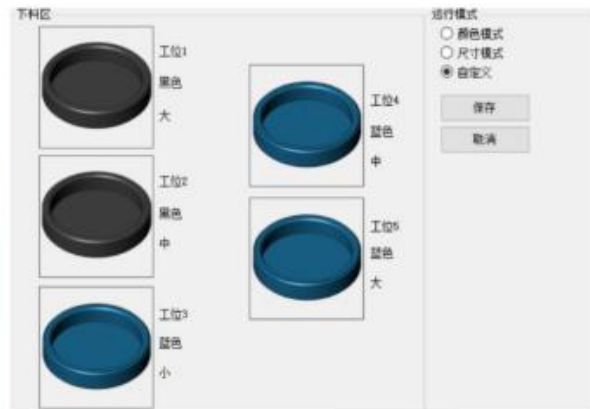 下料区
工位1
黑色
大
工位2
黑色
中
工位3
蓝色
小
工位4
蓝色
中
工位5
蓝色
大
运行模式
颜色模式
尺寸模式
自定义
保存
取消